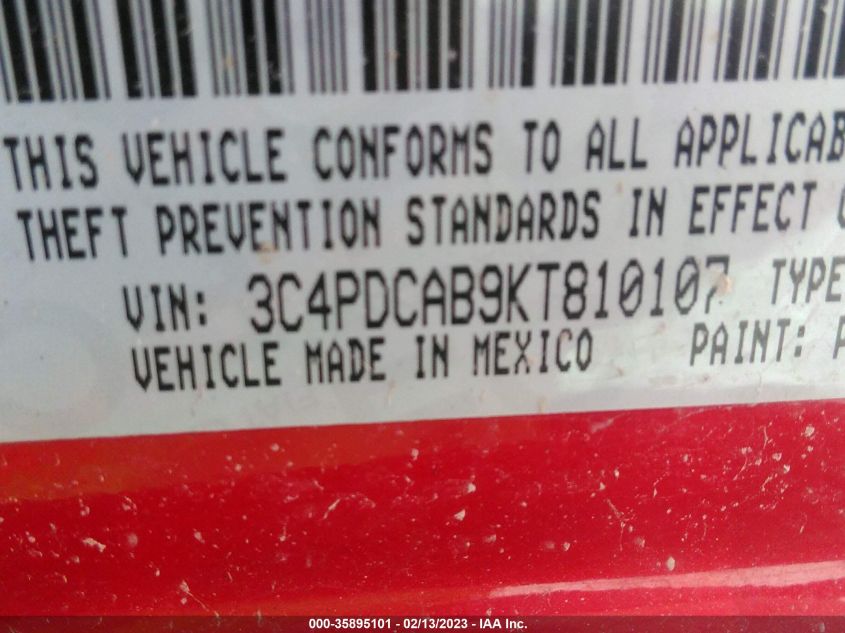 THIS VEHICLE CONFORMS TO ALL APPLICAB
THEFT PREVENTION STANDARDS IN EFFECT
VIN: 3C4PDCAB9KT810107 TYPE
VEHICLE MADE IN MEXICO PAINT: P
000-35895101 - 02/13/2023 - IAA Inc.